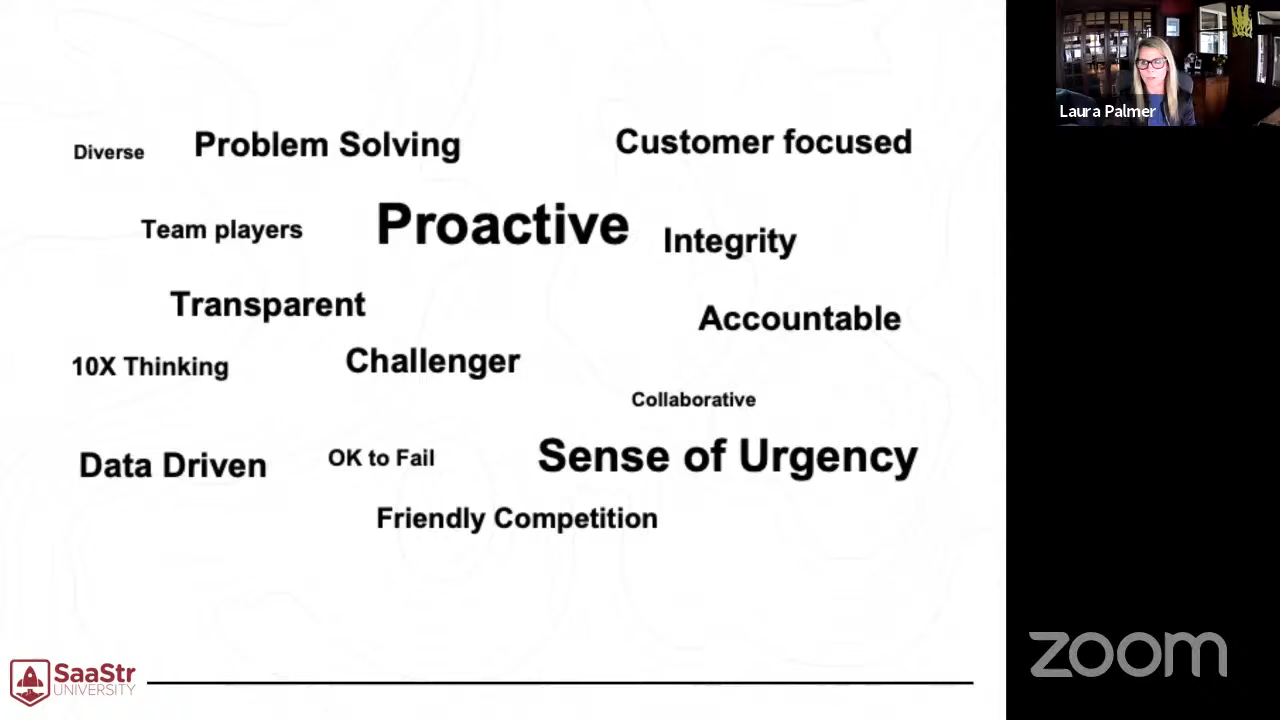 Diverse
Problem Solving
Customer focused
Team players
Proactive
Integrity
Transparent
Accountable
10X Thinking
Challenger
Collaborative
Data Driven
OK to Fail
Sense of Urgency
Friendly Competition
SaaStr
UNIVERSITY
Laura Palmer
zoom